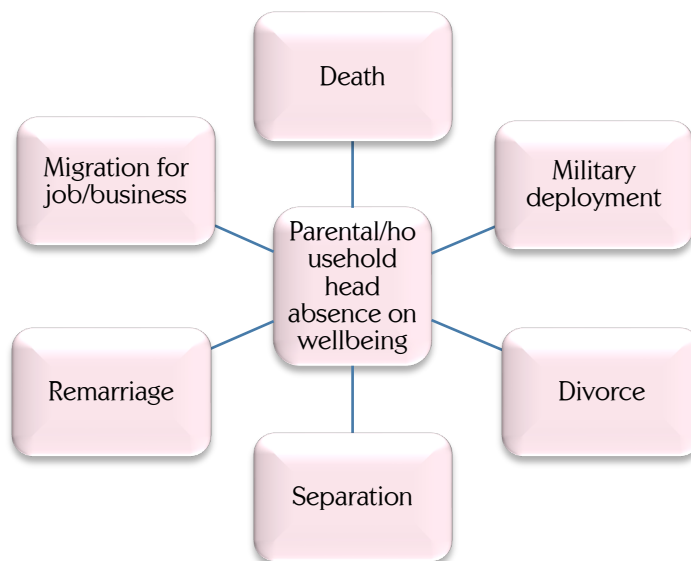 Death
Migration for
job/business
Military
deployment
Parental/ho
usehold
head
absence on
wellbeing
Remarriage
Divorce
Separation